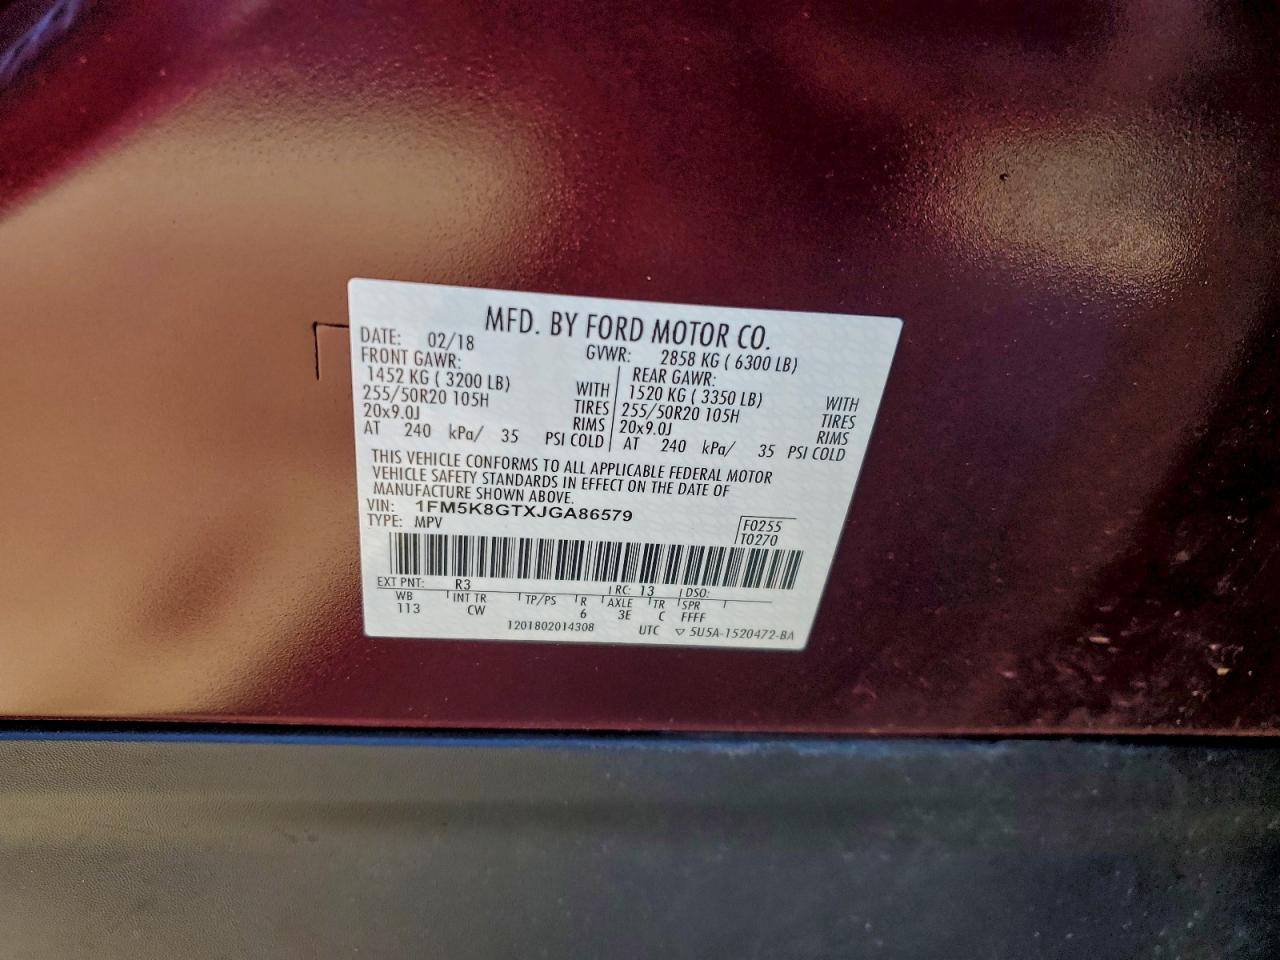 MFD. BY FORD MOTOR CO.
DATE: 02/18 GVWR: 2858 KG ( 6300 LB)
FRONT GAWR: REAR GAWR:
1452 KG ( 3200 LB) WITH 1520 KG ( 3350 LB) WITH
255/50R20 105H TIRES 255/50R20 105H TIRES
20x9.0J RIMS 20x9.0J RIMS
AT 240 kPa/ 35 PSI COLD AT 240 kPa/ 35 PSI COLD
THIS VEHICLE CONFORMS TO ALL APPLICABLE FEDERAL MOTOR
VEHICLE SAFETY STANDARDS IN EFFECT ON THE DATE OF
MANUFACTURE SHOWN ABOVE.
VIN: 1FM5K8GTXJGA86579
TYPE: MPV F0255
T0270
EXT PNT: R3 RC: 13 DSO:
WB INT TR TP/PS R AXLE TR SPR
113 CW 6 3E C FFFF
1201802014308 UTC ▽ 5U5A-1520472-BA